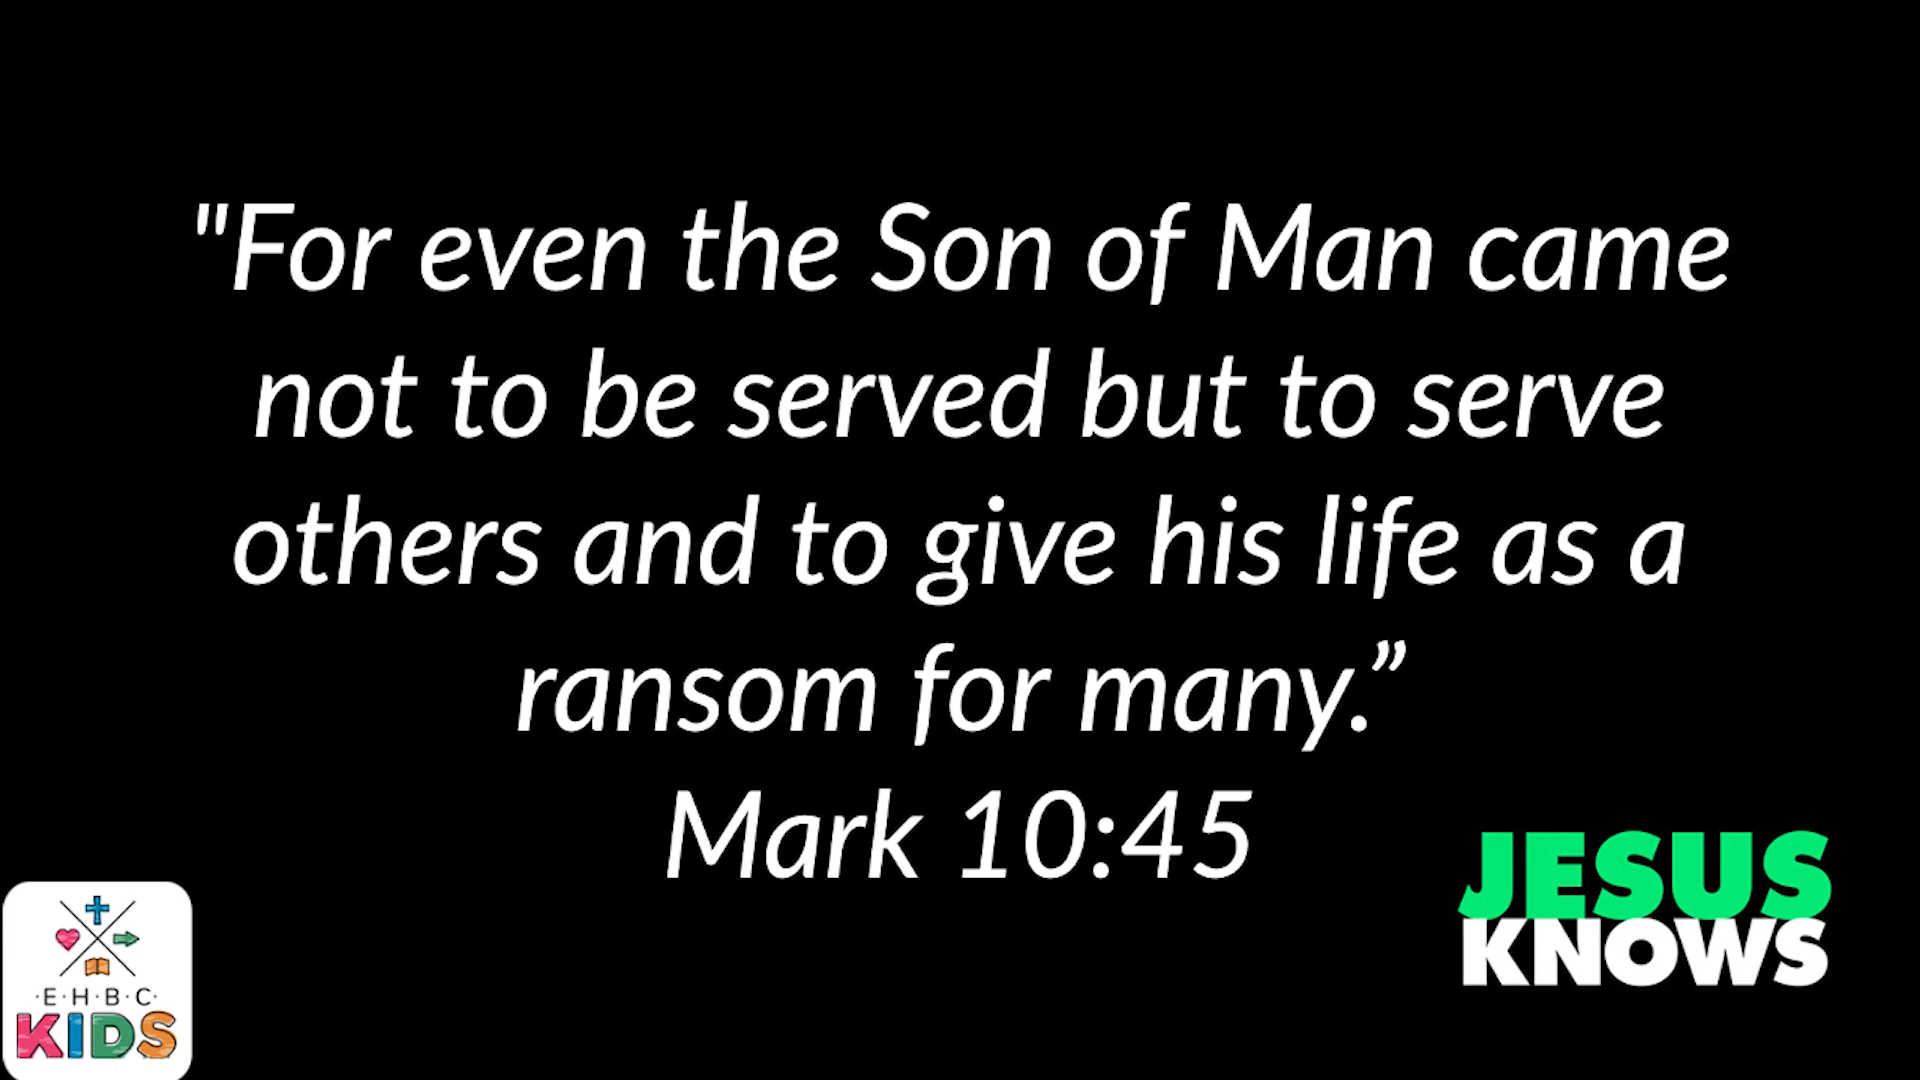 "For even the Son of Man came
not to be served but to serve
others and to give his life as a
ransom for many.”
Mark 10:45
JESUS
KNOWS
·E·H·B·C·
KIDS